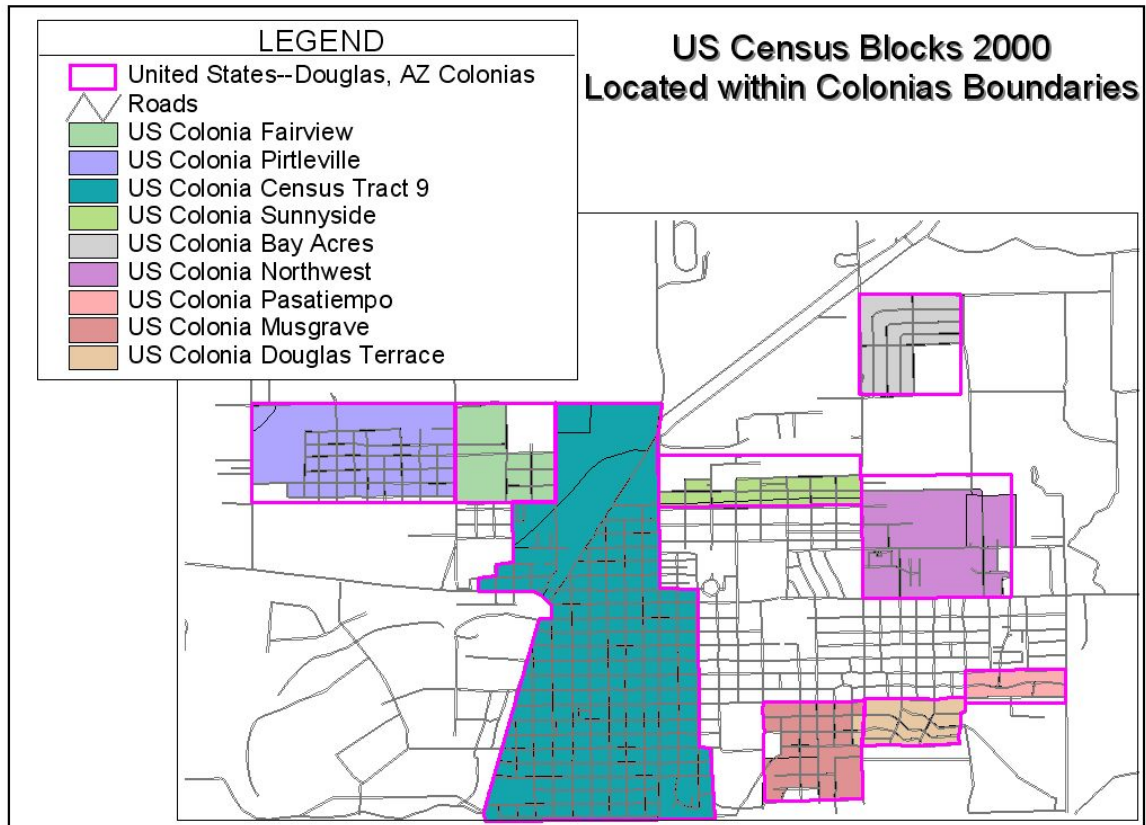 LEGEND
United States--Douglas, AZ Colonias
Roads
US Colonia Fairview
US Colonia Pirtleville
US Colonia Census Tract 9
US Colonia Sunnyside
US Colonia Bay Acres
US Colonia Northwest
US Colonia Pasatiempo
US Colonia Musgrave
US Colonia Douglas Terrace
US Census Blocks 2000
Located within Colonias Boundaries